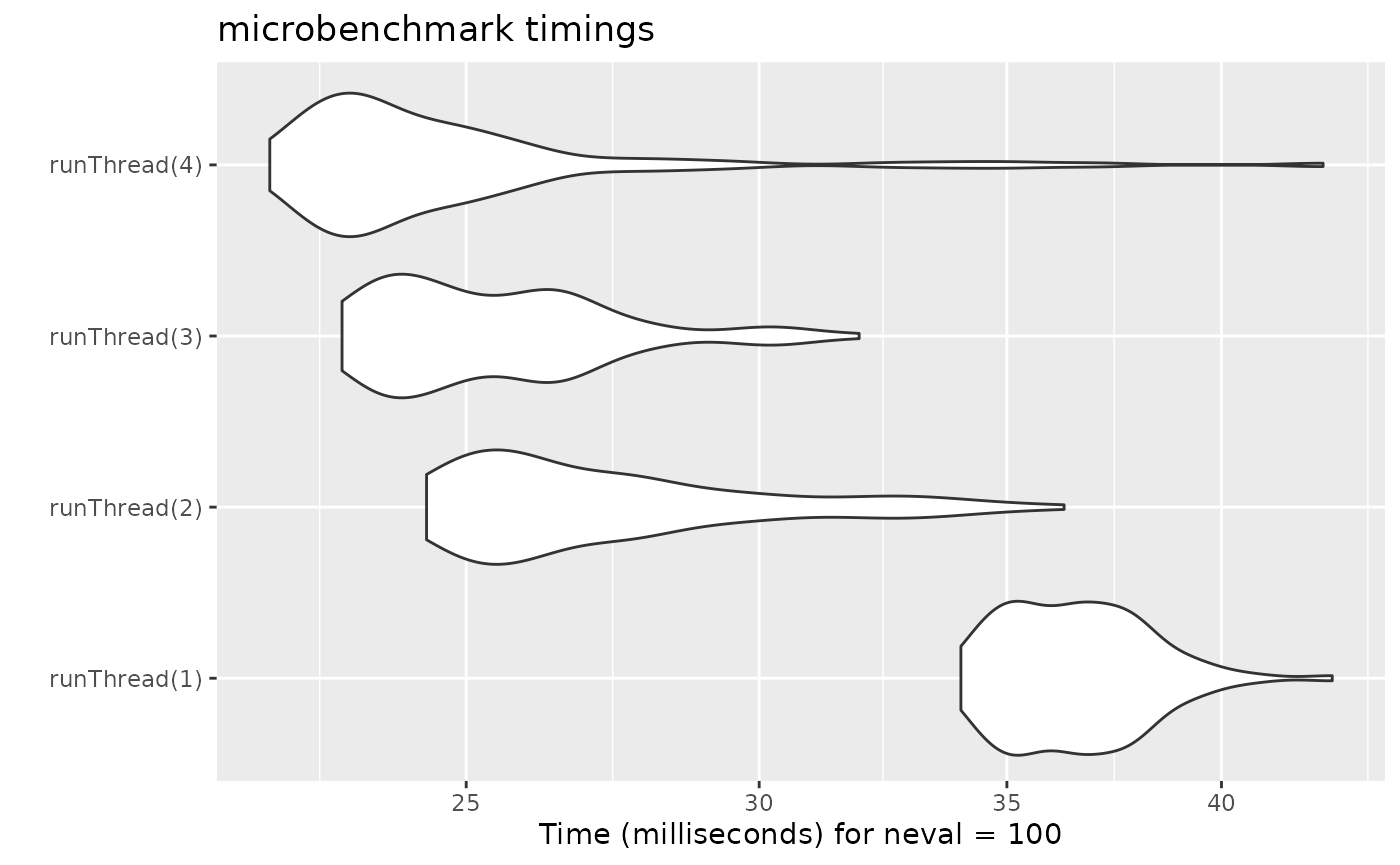 microbenchmark timings
runThread(4)
runThread(3)
runThread(2)
runThread(1)
25 30 35 40
Time (milliseconds) for neval = 100